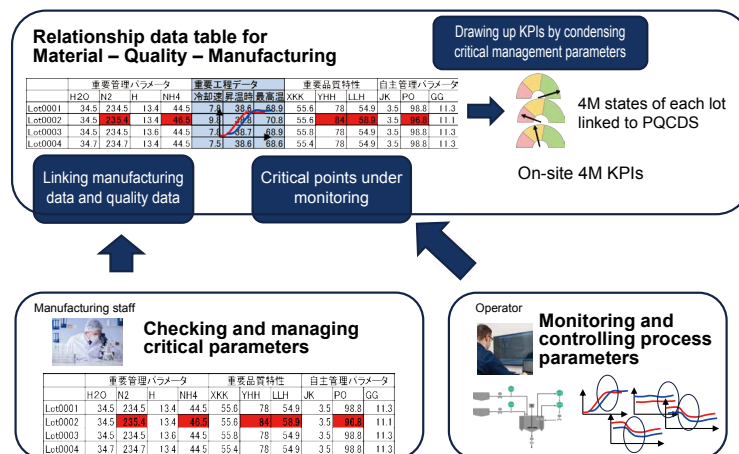 Relationship data table for
Material – Quality – Manufacturing
Drawing up KPIs by condensing
critical management parameters
重要管理パラメータ 重要工程データ 重要品質特性 自主管理パラメータ
H2O N2 H NH4 冷却速 昇温時 最高温 XKK YHH LLH JK PO GG
Lot0001 34.5 234.5 13.4 44.5 7.8 38.6 68.9 55.6 78 54.9 3.5 98.8 11.3
Lot0002 34.5 235.4 13.4 46.5 9.8 39.8 70.8 55.6 84 58.9 3.5 96.8 11.1
Lot0003 34.5 234.5 13.6 44.5 7.6 38.7 68.9 55.8 78 54.9 3.5 98.8 11.3
Lot0004 34.7 234.7 13.4 44.5 7.5 38.6 68.6 55.4 78 54.9 3.5 98.8 11.3
4M states of each lot
linked to PQCDS
On-site 4M KPIs
Linking manufacturing
data and quality data
Critical points under
monitoring
Manufacturing staff
Checking and managing
critical parameters
重要管理パラメータ 重要品質特性 自主管理パラメータ
H2O N2 H NH4 XKK YHH LLH JK PO GG
Lot0001 34.5 234.5 13.4 44.5 55.6 78 54.9 3.5 98.8 11.3
Lot0002 34.5 235.4 13.4 46.5 55.6 84 58.9 3.5 96.8 11.1
Lot0003 34.5 234.5 13.6 44.5 55.8 78 54.9 3.5 98.8 11.3
Lot0004 34.7 234.7 13.4 44.5 55.4 78 54.9 3.5 98.8 11.3
Operator
Monitoring and
controlling process
parameters